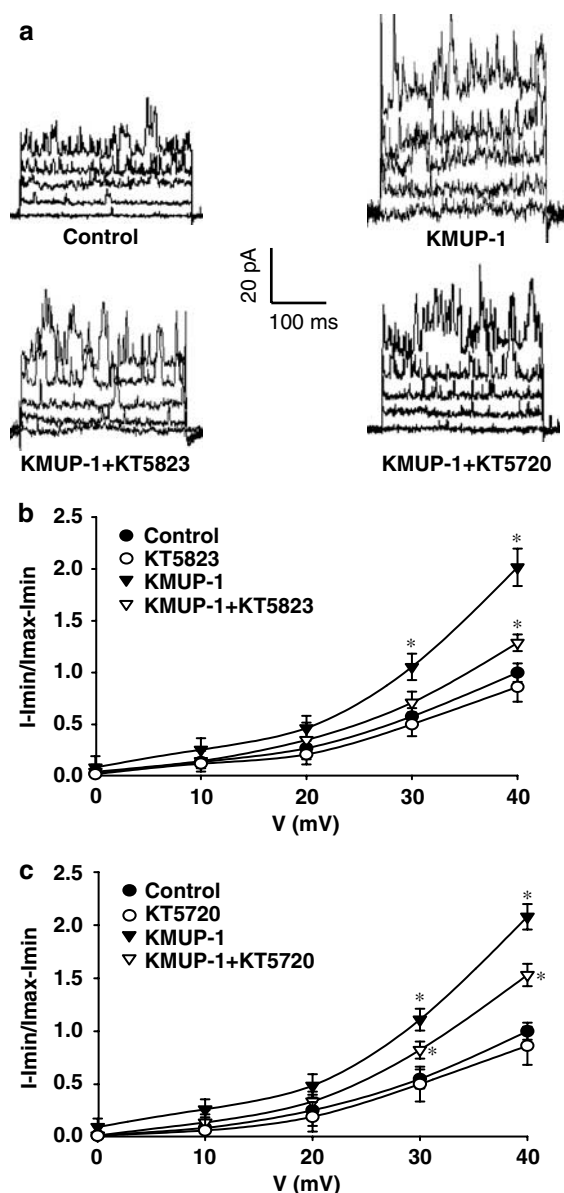 a
Control
KMUP-1
20 pA
100 ms
KMUP-1+KT5823
KMUP-1+KT5720
b
2.5
2.0
1.5
1.0
0.5
0.0
I-Imin/Imax-Imin
Control
KT5823
KMUP-1
KMUP-1+KT5823
*
*
*
0 10 20 30 40
V (mV)
c
2.5
2.0
1.5
1.0
0.5
0.0
I-Imin/Imax-Imin
Control
KT5720
KMUP-1
KMUP-1+KT5720
*
*
*
*
0 10 20 30 40
V (mV)